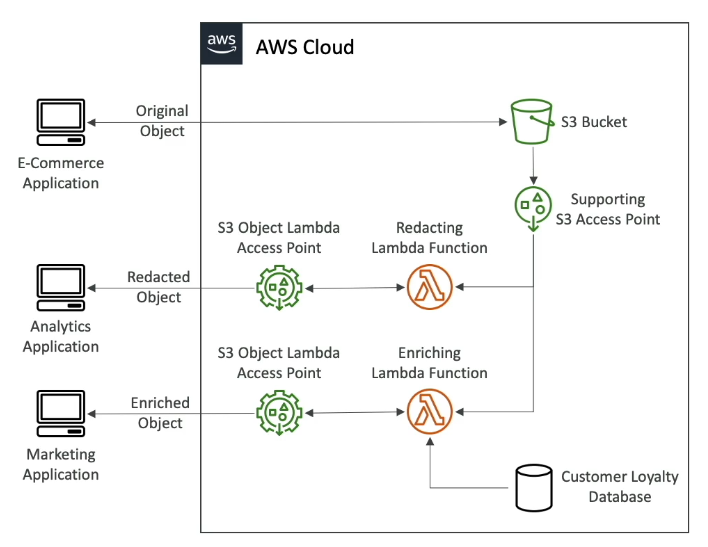 aws
AWS Cloud
Original
Object
E-Commerce
Application
S3 Bucket
Supporting
S3 Access Point
S3 Object Lambda
Access Point
Redacting
Lambda Function
Redacted
Object
Analytics
Application
S3 Object Lambda
Access Point
Enriching
Lambda Function
Enriched
Object
Marketing
Application
Customer Loyalty
Database